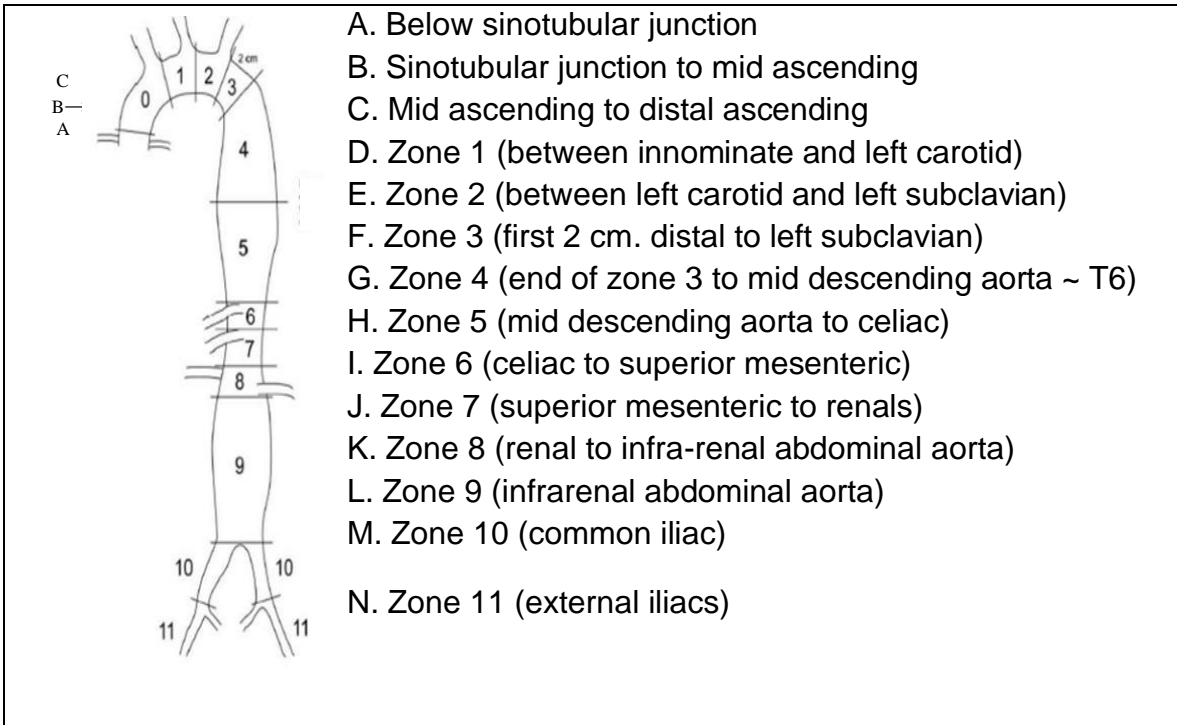 A. Below sinotubular junction
B. Sinotubular junction to mid ascending
C. Mid ascending to distal ascending
D. Zone 1 (between innominate and left carotid)
E. Zone 2 (between left carotid and left subclavian)
F. Zone 3 (first 2 cm. distal to left subclavian)
G. Zone 4 (end of zone 3 to mid descending aorta ~ T6)
H. Zone 5 (mid descending aorta to celiac)
I. Zone 6 (celiac to superior mesenteric)
J. Zone 7 (superior mesenteric to renals)
K. Zone 8 (renal to infra-renal abdominal aorta)
L. Zone 9 (infrarenal abdominal aorta)
M. Zone 10 (common iliac)
N. Zone 11 (external iliacs)
C
B—
A
0
1
2
2 cm
3
4
5
6
7
8
9
10
10
11
11